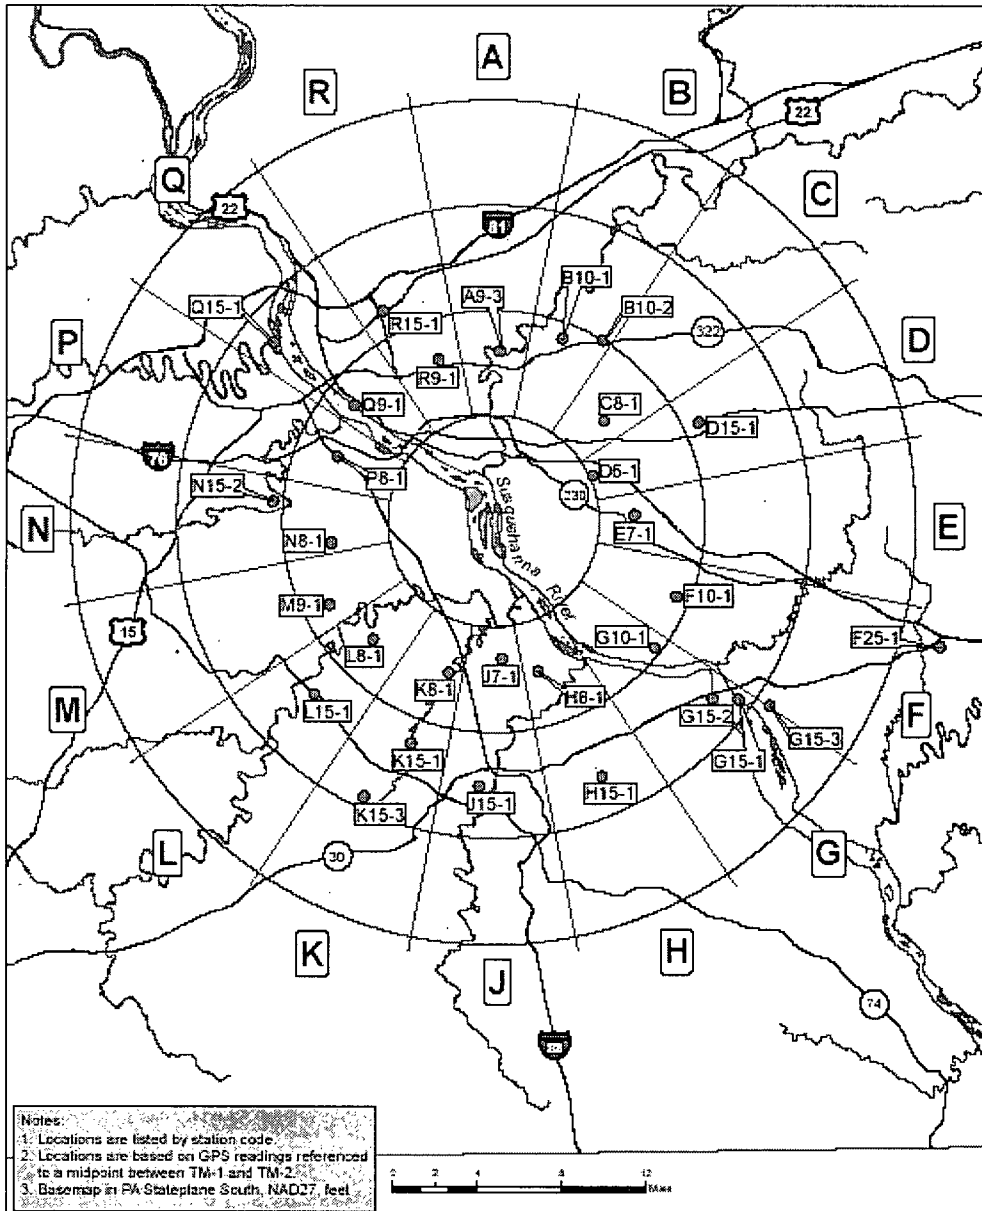 A
R
B
22
Q
C
22
81
B10-1
A9-3
B10-2
Q15-1
R15-1
322
P
D
R9-1
Q9-1
C8-1
D15-1
76
P8-1
D6-1
N15-2
230
Susquehanna River
N
E
E7-1
N8-1
M9-1
F10-1
15
G10-1
F25-1
L8-1
J7-1
K8-1
H8-1
M
L15-1
F
G15-2
G15-3
K15-1
G15-1
J15-1
H15-1
K15-3
L
30
G
K
H
J
74
Notes:
1. Locations are listed by station code.
2. Locations are based on GPS readings referenced
to a midpoint between TM-1 and TM-2.
3. Basemap in PA Stateplane South, NAD27, feet
0 2 4 8 12
Miles